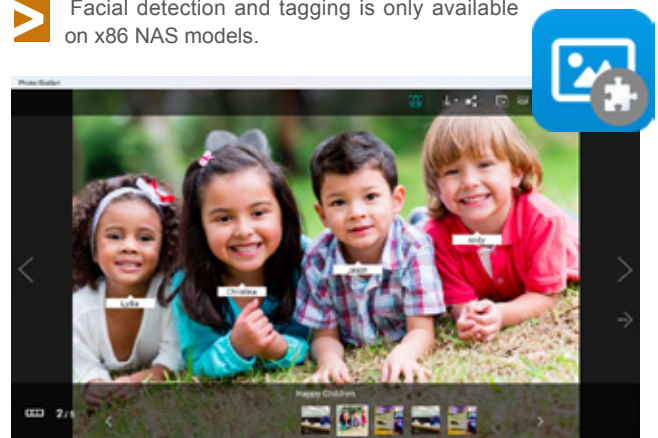 Facial detection and tagging is only available
on x86 NAS models.
Photo Station
Lydia
Christina
Jason
Andy
Happy Children